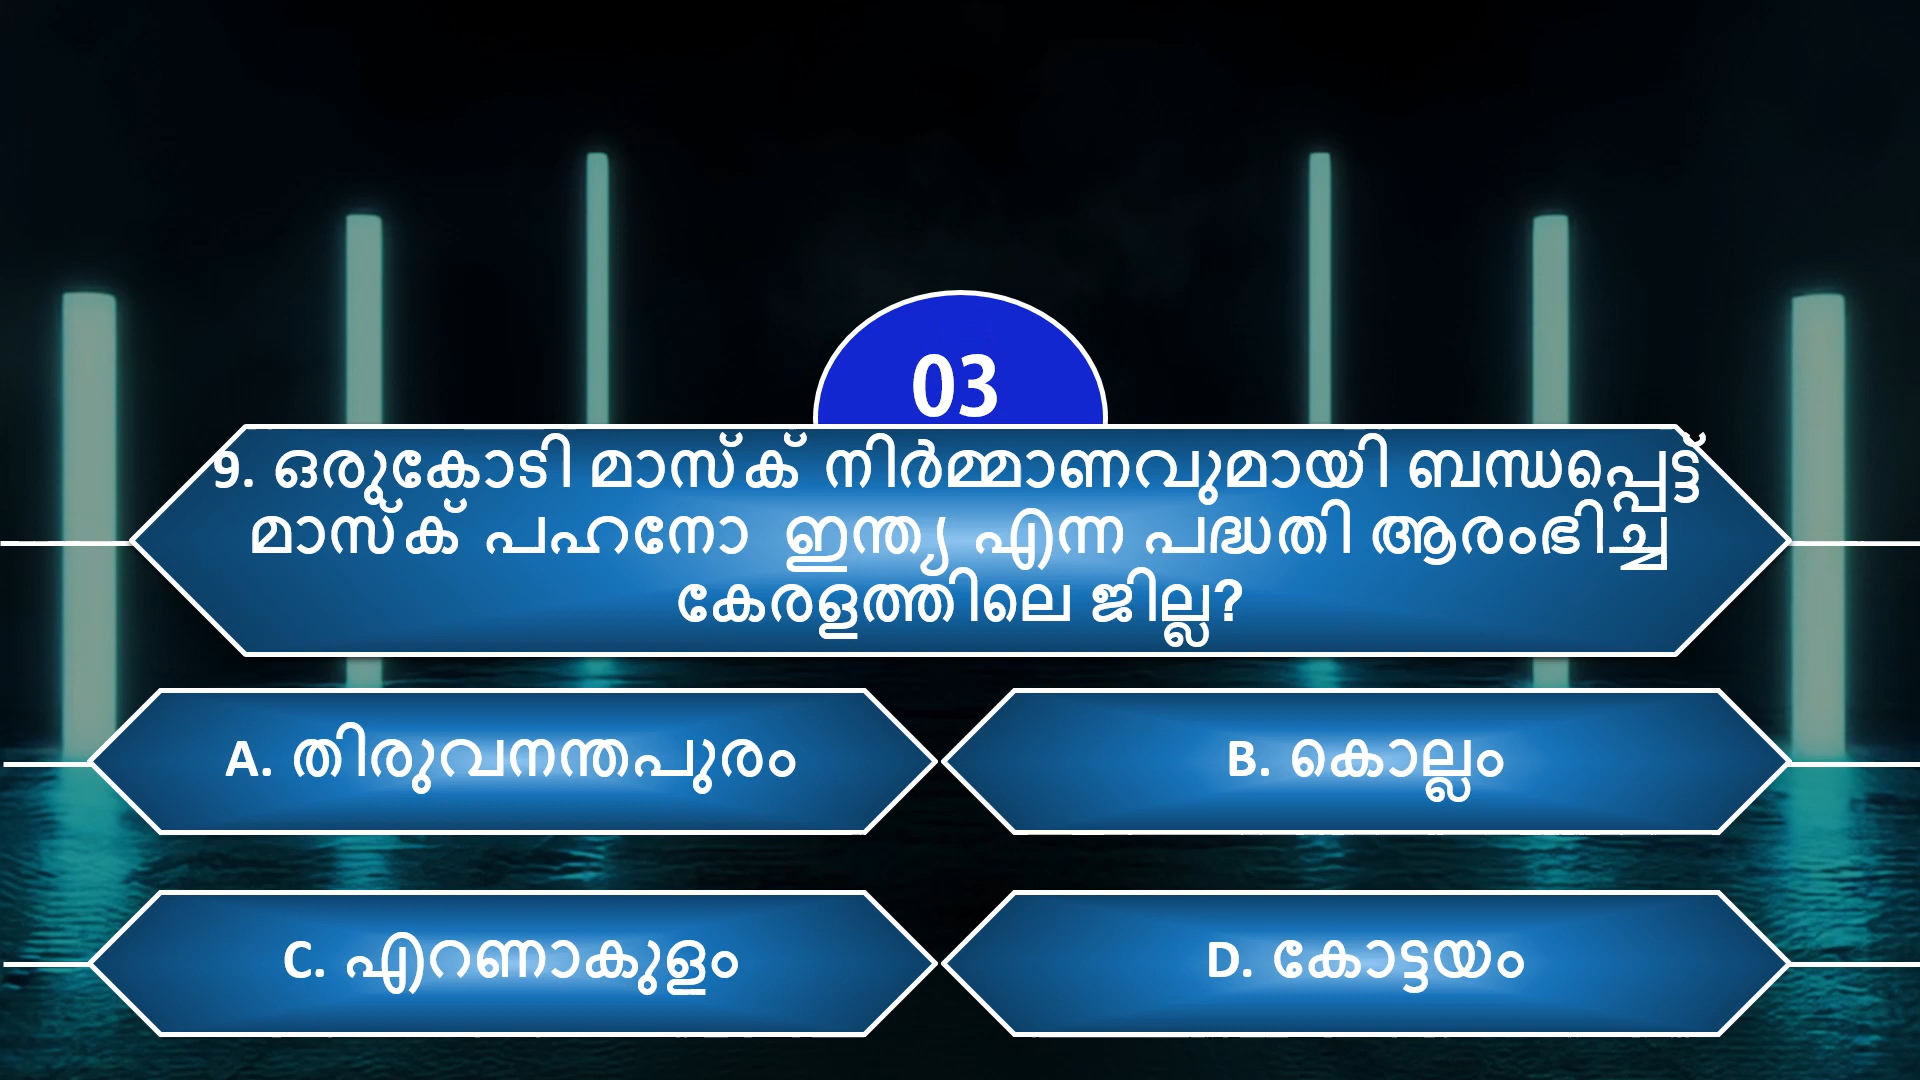 03
9. ഒരുകോടി മാസ്ക് നിർമ്മാണവുമായി ബന്ധപ്പെട്ട്
മാസ്ക് പഹനോ ഇന്ത്യ എന്ന പദ്ധതി ആരംഭിച്ച
കേരളത്തിലെ ജില്ല?
A. തിരുവനന്തപുരം
B. കൊല്ലം
C. എറണാകുളം
D. കോട്ടയം